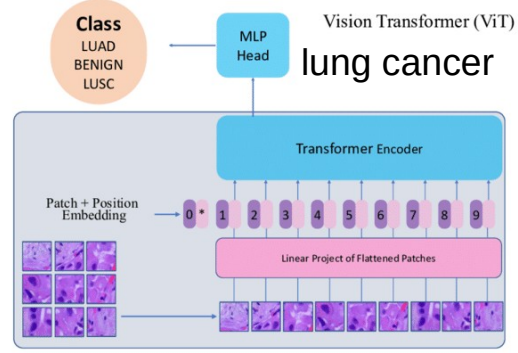 Vision Transformer (ViT)
lung cancer
Class
LUAD
BENIGN
LUSC
MLP
Head
Transformer Encoder
Patch + Position
Embedding
0 * 1 2 3 4 5 6 7 8 9
Linear Project of Flattened Patches